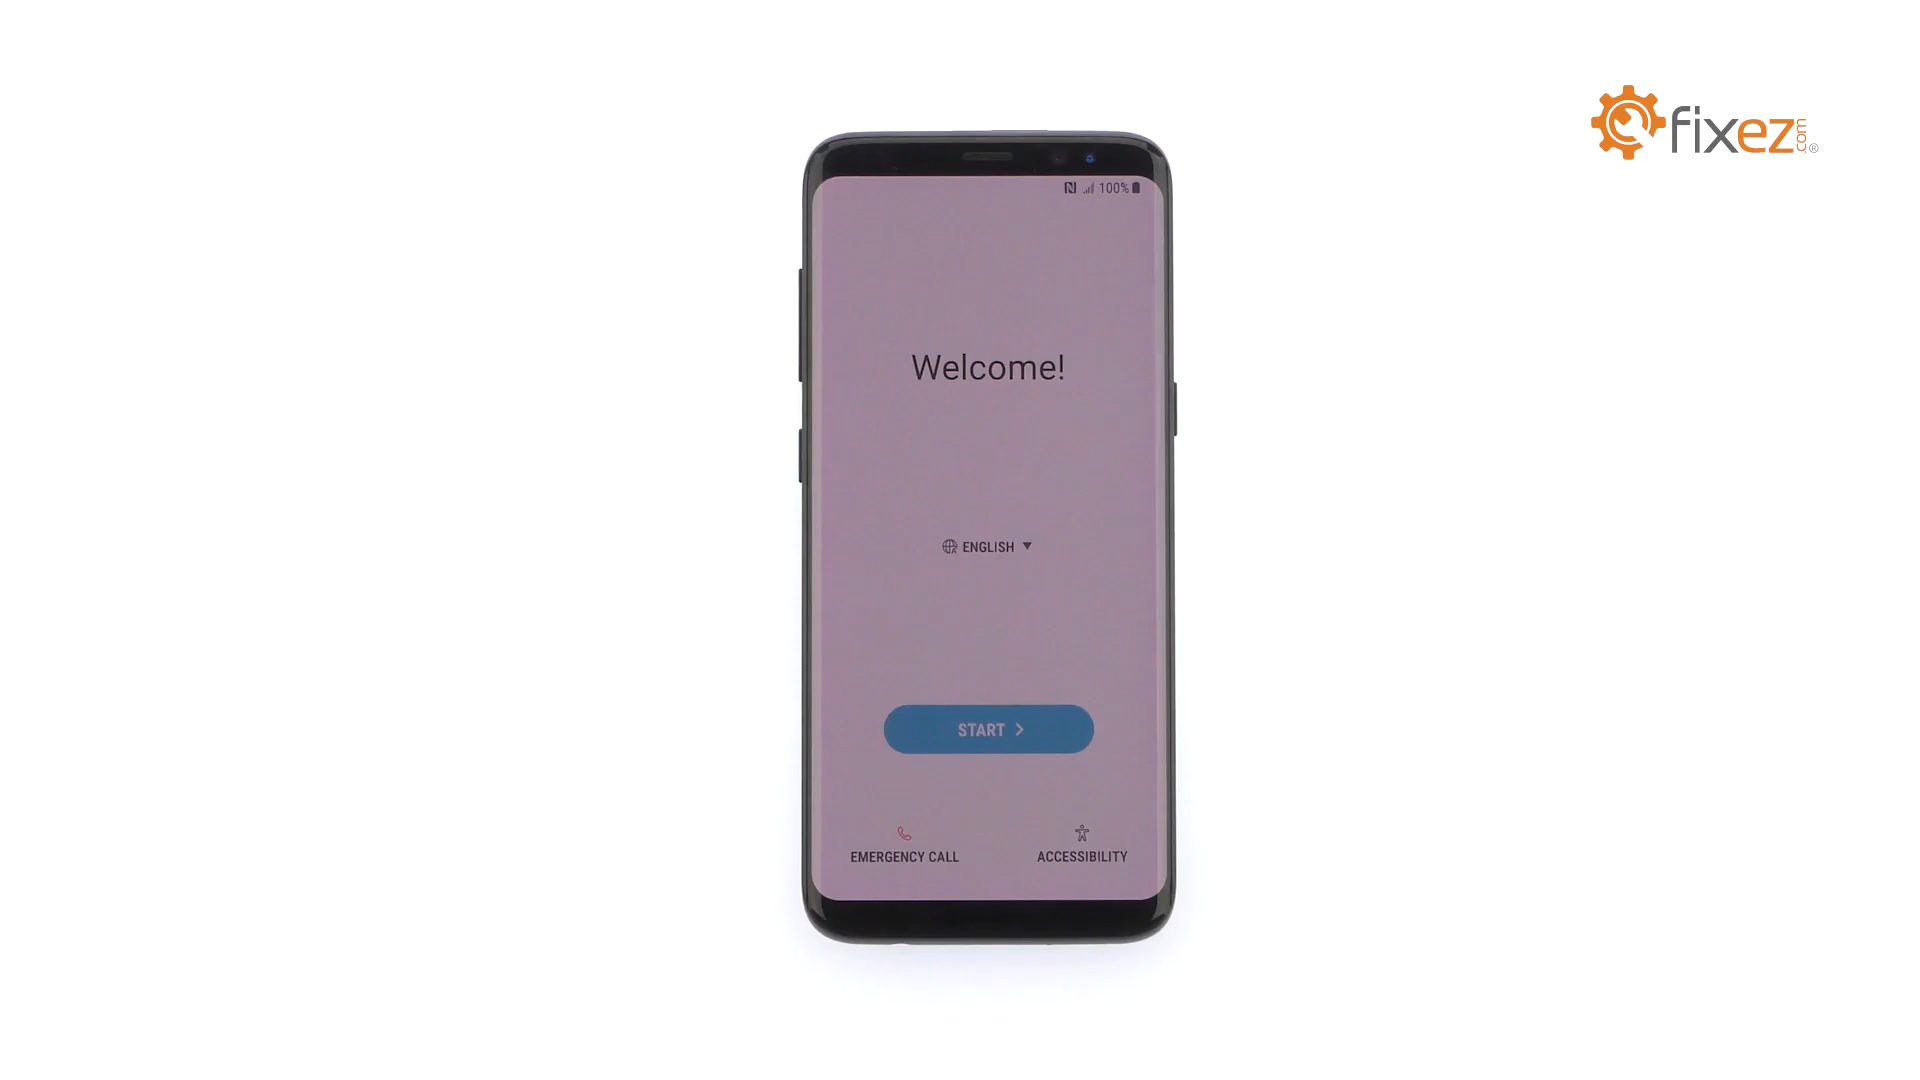 fixez.com®
100%
Welcome!
ENGLISH
START
EMERGENCY CALL
ACCESSIBILITY